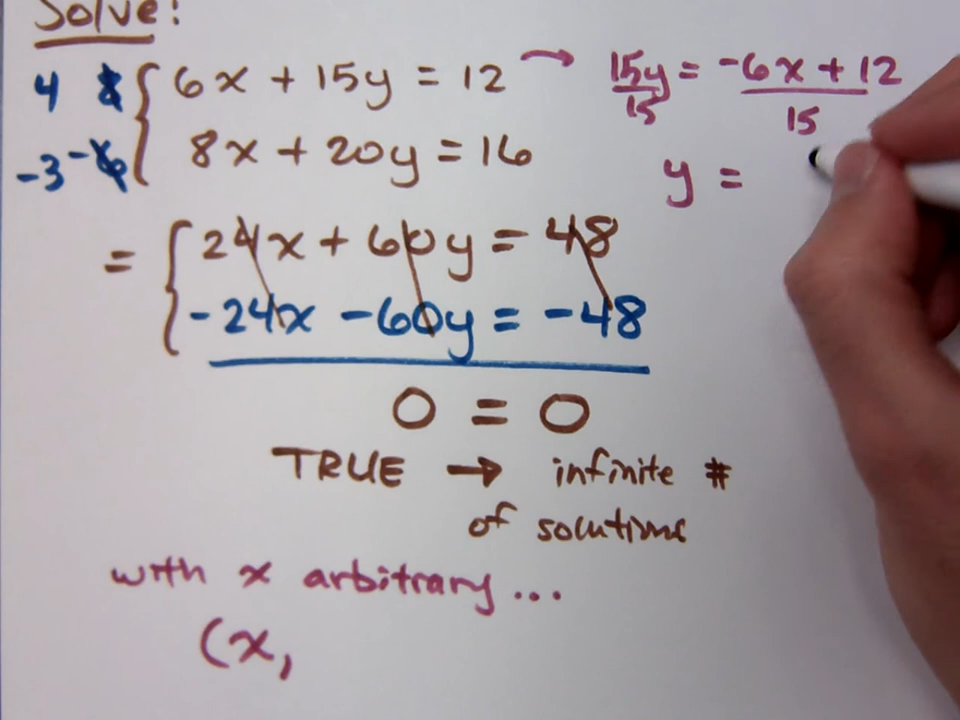 Solve:
4 8 6x + 15y = 12 → 15y/15 = -6x + 12/15
-3 -6 8x + 20y = 16
y =
= 24x + 60y = 48
-24x - 60y = -48
0 = 0
TRUE → infinite #
of solutions
with x arbitrary...
(x,